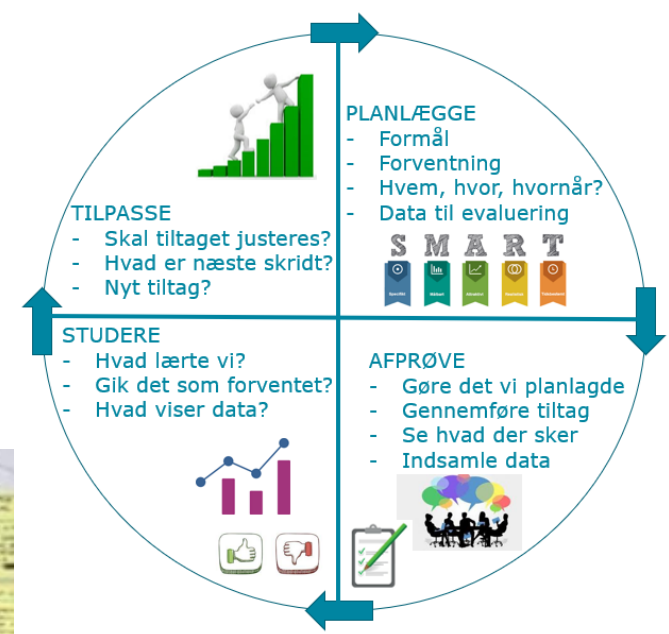 PLANLÆGGE
- Formål
- Forventning
- Hvem, hvor, hvornår?
- Data til evaluering
S M A R T
AFPRØVE
- Gøre det vi planlagde
- Gennemføre tiltag
- Se hvad der sker
- Indsamle data
STUDERE
- Hvad lærte vi?
- Gik det som forventet?
- Hvad viser data?
TILPASSE
- Skal tiltaget justeres?
- Hvad er næste skridt?
- Nyt tiltag?